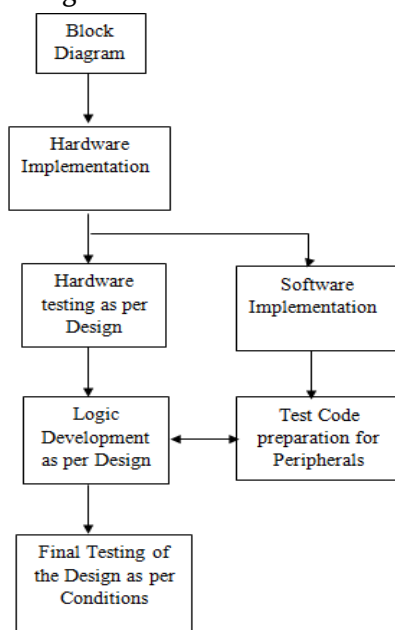 Block
Diagram
Hardware
Implementation
Hardware
testing as per
Design
Software
Implementation
Logic
Development
as per Design
Test Code
preparation for
Peripherals
Final Testing of
the Design as per
Conditions